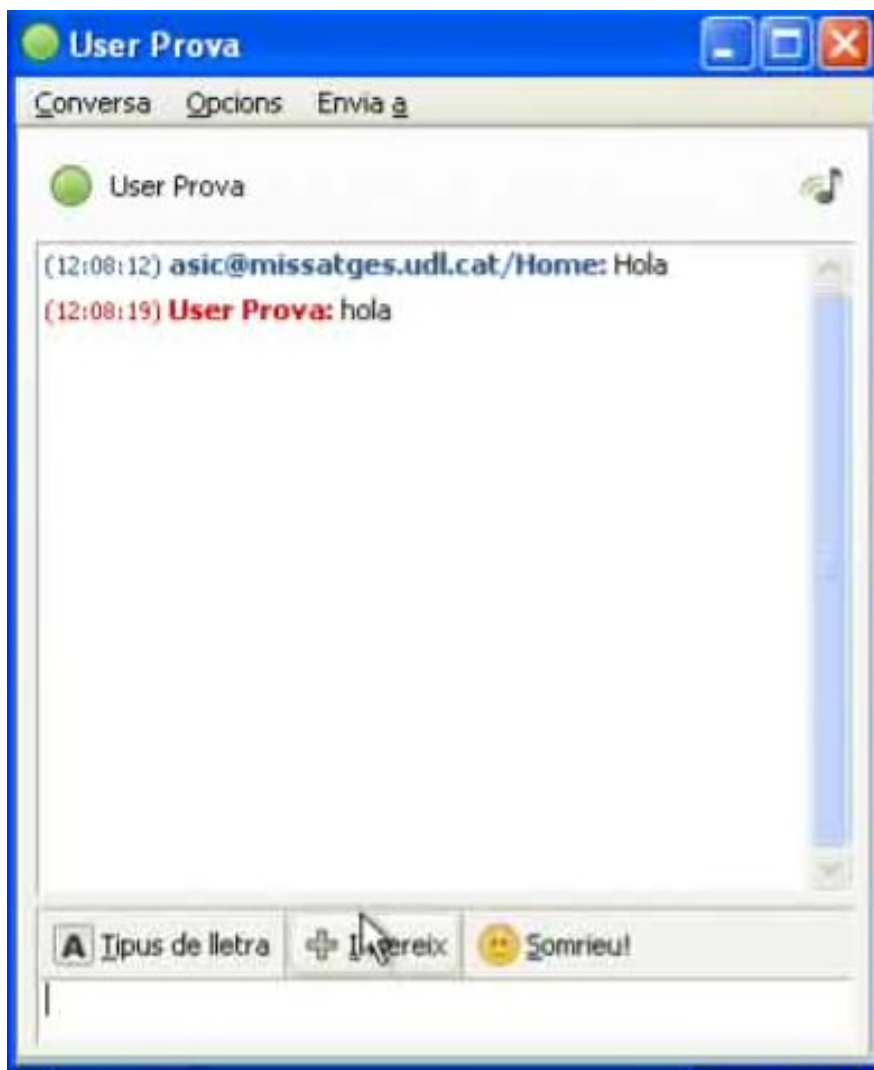 User Prova
Conversa Opcions Envia a
User Prova
(12:08:12) asic@missatges.udl.cat/Home: Hola
(12:08:19) User Prova: hola
A Tipus de lletra Insereix Somrieu!